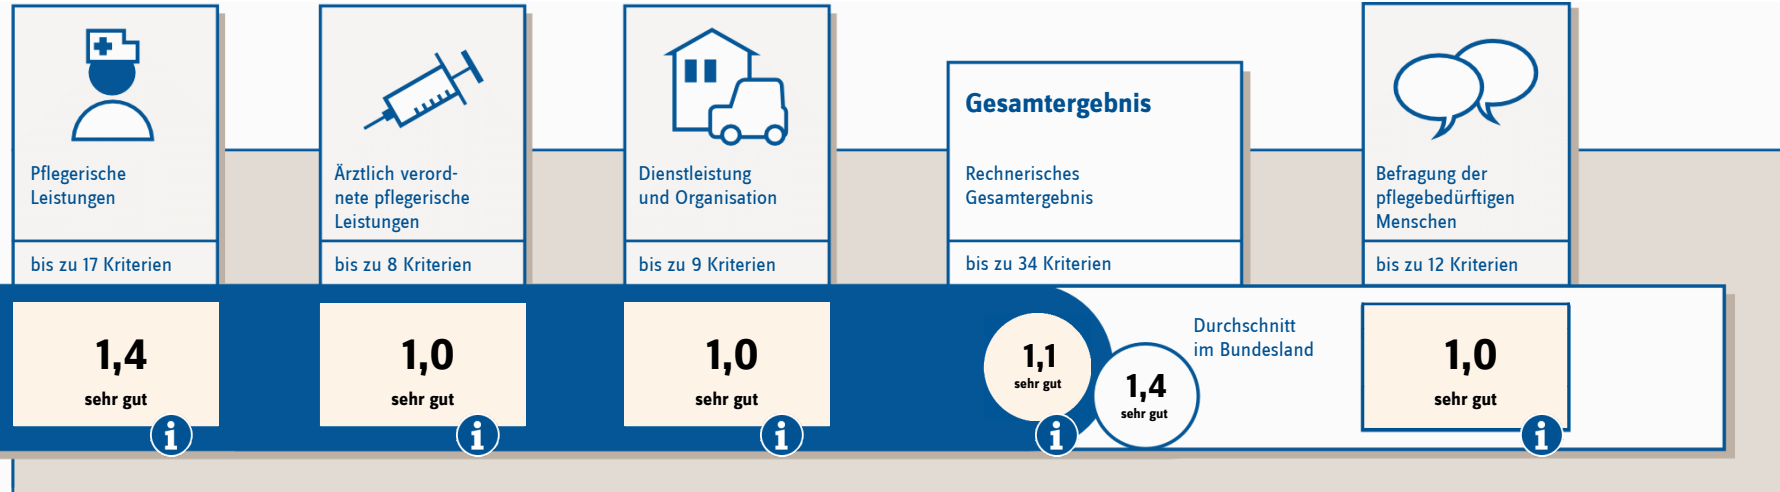 Pflegerische
Leistungen
bis zu 17 Kriterien
1,4
sehr gut
i
Ärztlich verord-
nete pflegerische
Leistungen
bis zu 8 Kriterien
1,0
sehr gut
i
Dienstleistung
und Organisation
bis zu 9 Kriterien
1,0
sehr gut
i
Gesamtergebnis
Rechnerisches
Gesamtergebnis
bis zu 34 Kriterien
1,1
sehr gut
i
Durchschnitt
im Bundesland
1,4
sehr gut
Befragung der
pflegebedürftigen
Menschen
bis zu 12 Kriterien
1,0
sehr gut
i